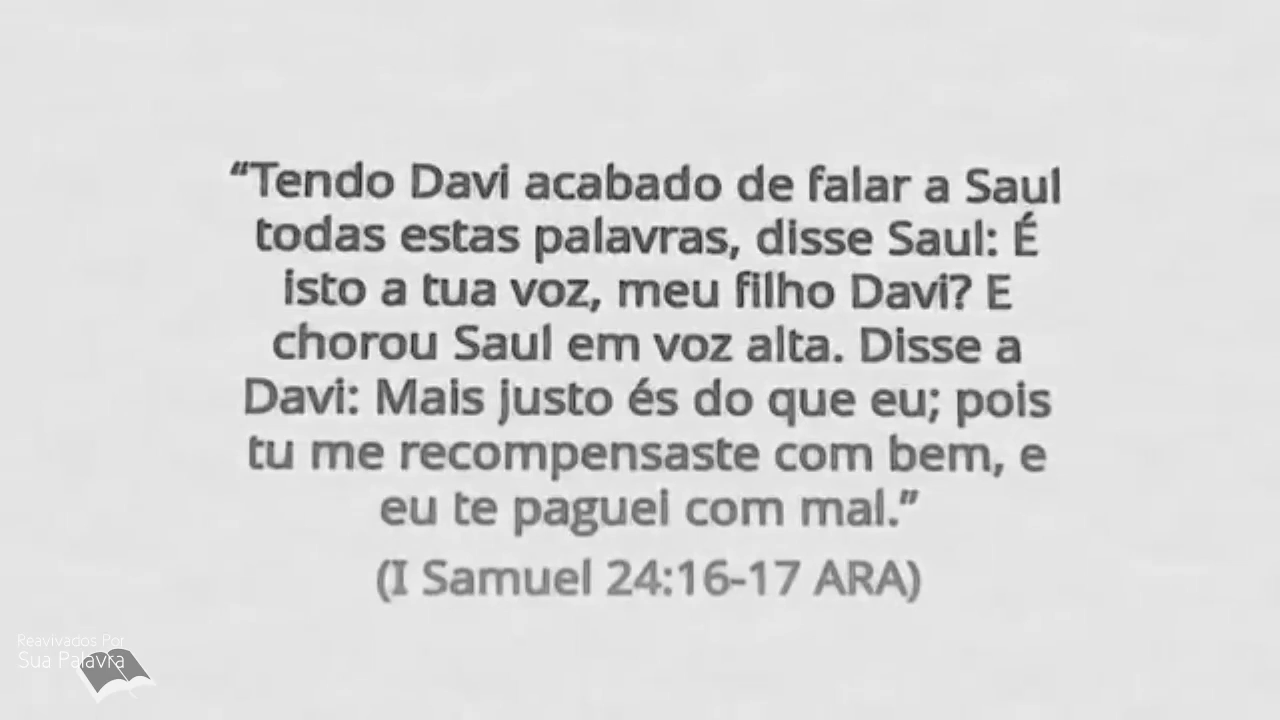 “Tendo Davi acabado de falar a Saul
todas estas palavras, disse Saul: É
isto a tua voz, meu filho Davi? E
chorou Saul em voz alta. Disse a
Davi: Mais justo és do que eu; pois
tu me recompensaste com bem, e
eu te paguei com mal.”
(I Samuel 24:16-17 ARA)
Reavivados Por
Sua Palavra